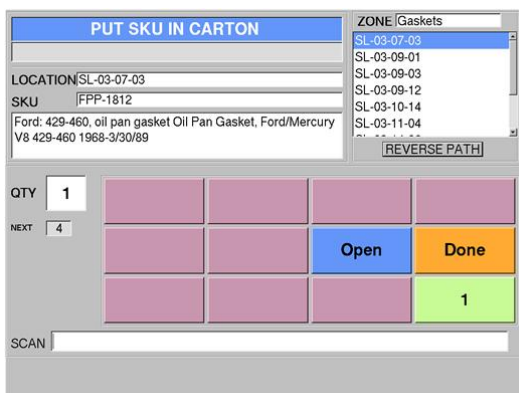 PUT SKU IN CARTON
ZONE Gaskets
LOCATION SL-03-07-03
SKU FPP-1812
Ford: 429-460, oil pan gasket Oil Pan Gasket, Ford/Mercury
V8 429-460 1968-3/30/89
SL-03-07-03
SL-03-09-01
SL-03-09-03
SL-03-09-12
SL-03-10-14
SL-03-11-04
REVERSE PATH
QTY 1
NEXT 4
Open
Done
1
SCAN